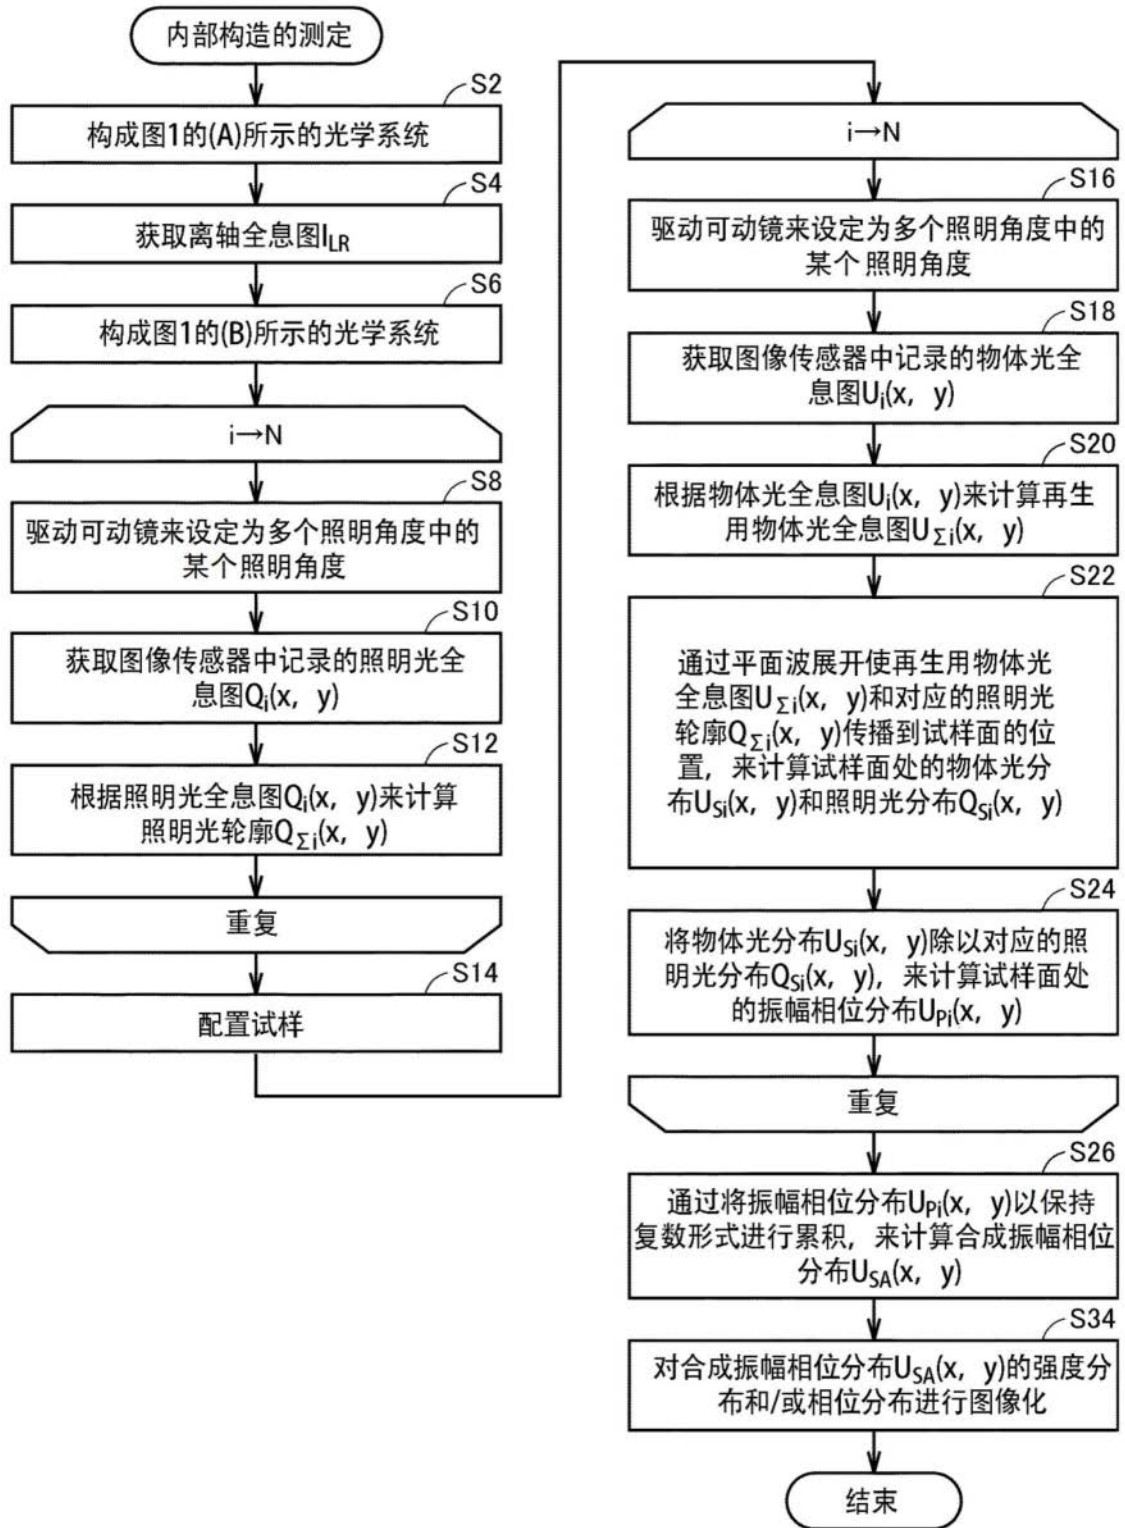 内部构造的测定
S2
构成图1的(A)所示的光学系统
S4
获取离轴全息图I_LR
S6
构成图1的(B)所示的光学系统
i→N
S8
驱动可动镜来设定为多个照明角度中的
某个照明角度
S10
获取图像传感器中记录的照明光全
息图Q_i(x, y)
S12
根据照明光全息图Q_i(x, y)来计算
照明光轮廓Q_Σi(x, y)
重复
S14
配置试样
i→N
S16
驱动可动镜来设定为多个照明角度中的
某个 照明角度
S18
获取图像传感器中记录的物体光全
息图U_i(x, y)
S20
根据物体光全息图U_i(x, y)来计算再生
用物体光全息图U_Σi(x, y)
S22
通过平面波展开使再生用物体光
全息图U_Σi(x, y)和对应的照明光
轮廓Q_Σi(x, y)传播到试样面的位
置，来计算试样面处的物体光分
布U_Si(x, y)和照明光分布Q_Si(x, y)
S24
将物体光分布U_Si(x, y)除以对应的照
明光分布Q_Si(x, y)，来计算试样面处
的振幅相位分布U_Pi(x, y)
重复
S26
通过将振幅相位分布U_Pi(x, y)以保持
复数形式进行累积，来计算合成振幅相位
分布U_SA(x, y)
S34
对合成振幅相位分布U_SA(x, y)的强度分
布和/或相位分布进行图像化
结束